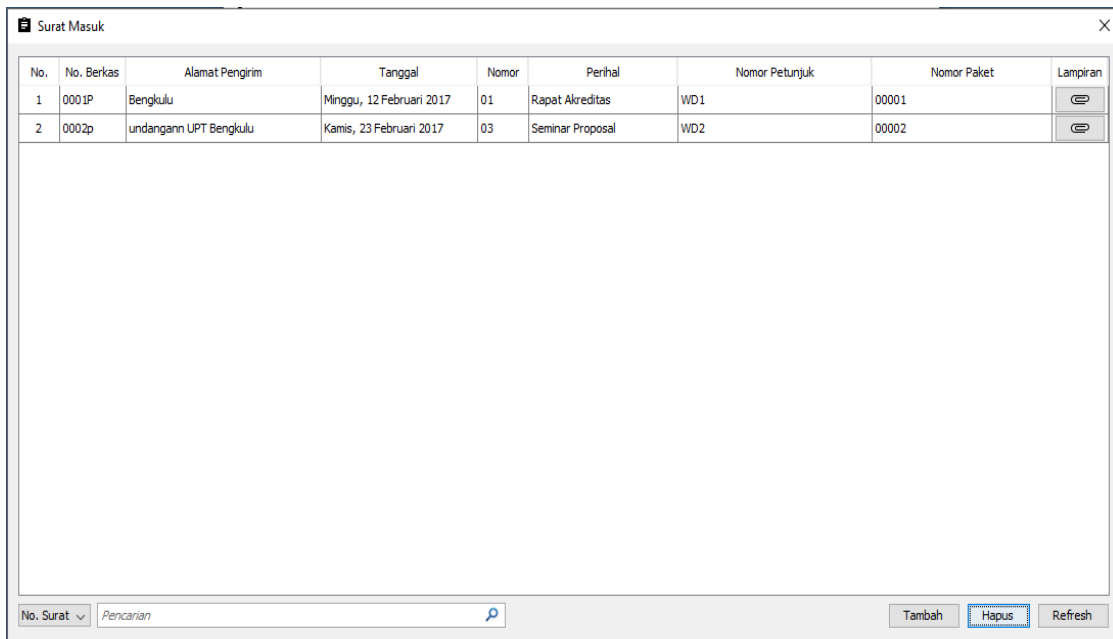 Surat Masuk
No. No. Berkas Alamat Pengirim Tanggal Nomor Perihal Nomor Petunjuk Nomor Paket Lampiran
1 0001P Bengkulu Minggu, 12 Februari 2017 01 Rapat Akreditas WD1 00001
2 0002p undangann UPT Bengkulu Kamis, 23 Februari 2017 03 Seminar Proposal WD2 00002
No. Surat Pencarian Tambah Hapus Refresh